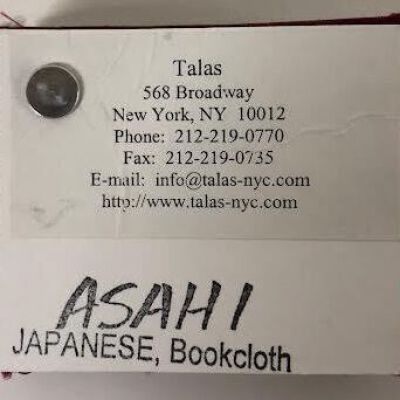 Talas
568 Broadway
New York, NY 10012
Phone: 212-219-0770
Fax: 212-219-0735
E-mail: info@talas-nyc.com
http://www.talas-nyc.com
ASAHI
JAPANESE, Bookcloth